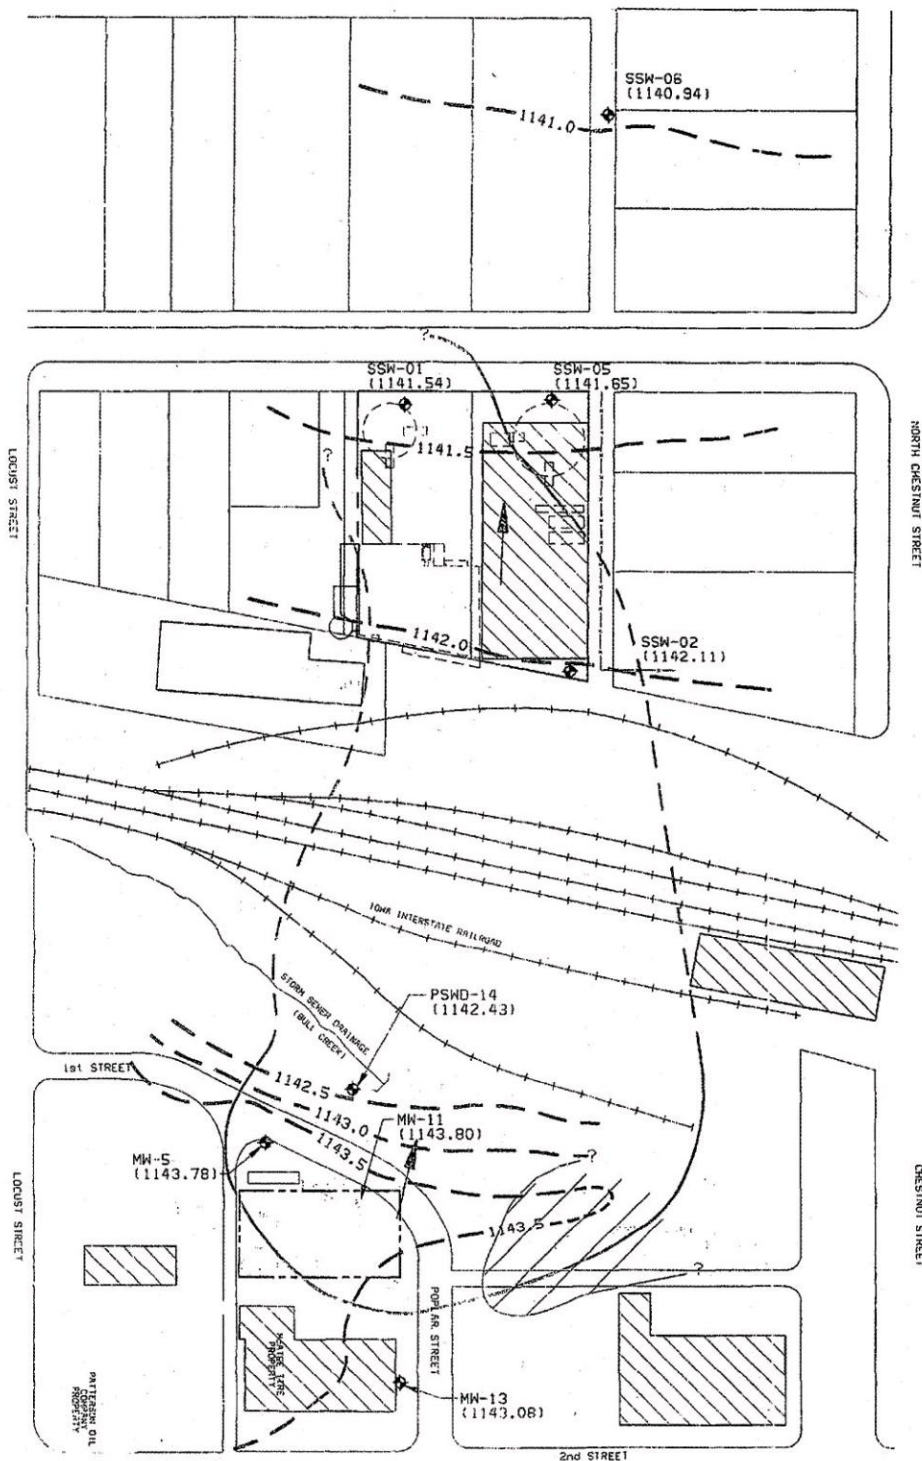 SSW-06
(1140.94)
1141.0
?
SSW-01
(1141.54)
SSW-05
(1141.65)
1141.5
?
LOCUST STREET
NORTH CHESTNUT STREET
1142.0
SSW-02
(1142.11)
IOWA INTERSTATE RAILROAD
STORM SEWER DRAINAGE
(BULL CREEK)
PSWD-14
(1142.43)
1st STREET
1142.5
1143.0
1143.5
MW-11
(1143.80)
MW-5
(1143.78)
?
LOCUST STREET
CHESTNUT STREET
1143.5
?
POPLAR STREET
PROPERTY
PATTERSON OIL
COMPANY
PROPERTY
MW-13
(1143.08)
2nd STREET